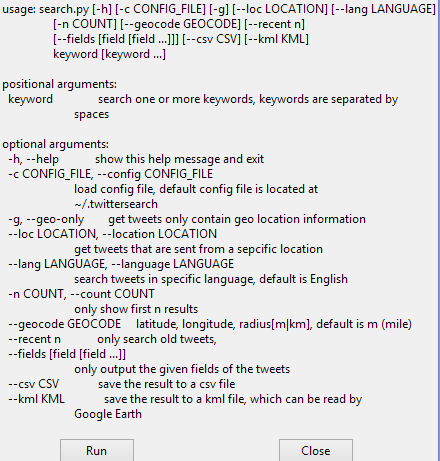 usage: search.py [-h] [-c CONFIG_FILE] [-g] [--loc LOCATION] [--lang LANGUAGE]
[-n COUNT] [--geocode GEOCODE] [--recent n]
[--fields [field [field ...]]] [--csv CSV] [--kml KML]
keyword [keyword ...]
positional arguments:
keyword search one or more keywords, keywords are separated by
spaces
optional arguments:
-h, --help show this help message and exit
-c CONFIG_FILE, --config CONFIG_FILE
load config file, default config file is located at
~/.twittersearch
-g, --geo-only get tweets only contain geo location information
--loc LOCATION, --location LOCATION
get tweets that are sent from a sepcific location
--lang LANGUAGE, --language LANGUAGE
search tweets in specific language, default is English
-n COUNT, --count COUNT
only show first n results
--geocode GEOCODE latitude, longitude, radius[m|km], default is m (mile)
--recent n only search old tweets,
--fields [field [field ...]]
only output the given fields of the tweets
--csv CSV save the result to a csv file
--kml KML save the result to a kml file, which can be read by
Google Earth
Run Close